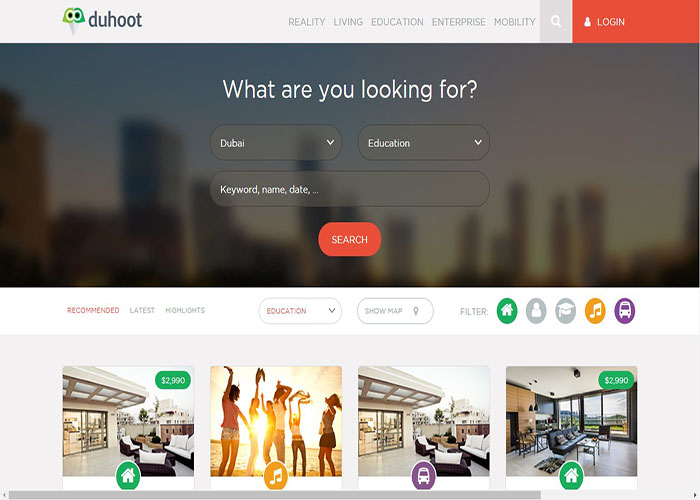 duhoot
REALITY LIVING EDUCATION ENTERPRISE MOBILITY LOGIN
What are you looking for?
Dubai Education
Keyword, name, date, ...
SEARCH
RECOMMENDED LATEST HIGHLIGHTS EDUCATION SHOW MAP FILTER:
$2,990 $2,990